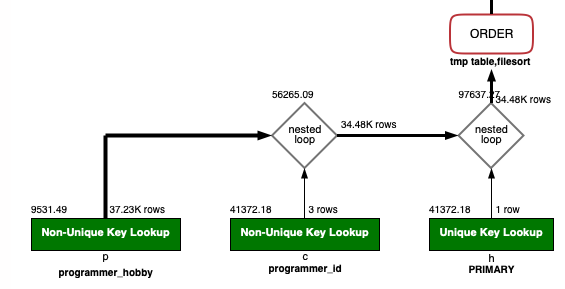 ORDER
tmp table,filesort
56265.09
97637.27
34.48K rows
nested
loop
34.48K rows
nested
loop
9531.49
37.23K rows
41372.18
3 rows
41372.18
1 row
Non-Unique Key Lookup
Non-Unique Key Lookup
Unique Key Lookup
p
c
h
programmer_hobby
programmer_id
PRIMARY